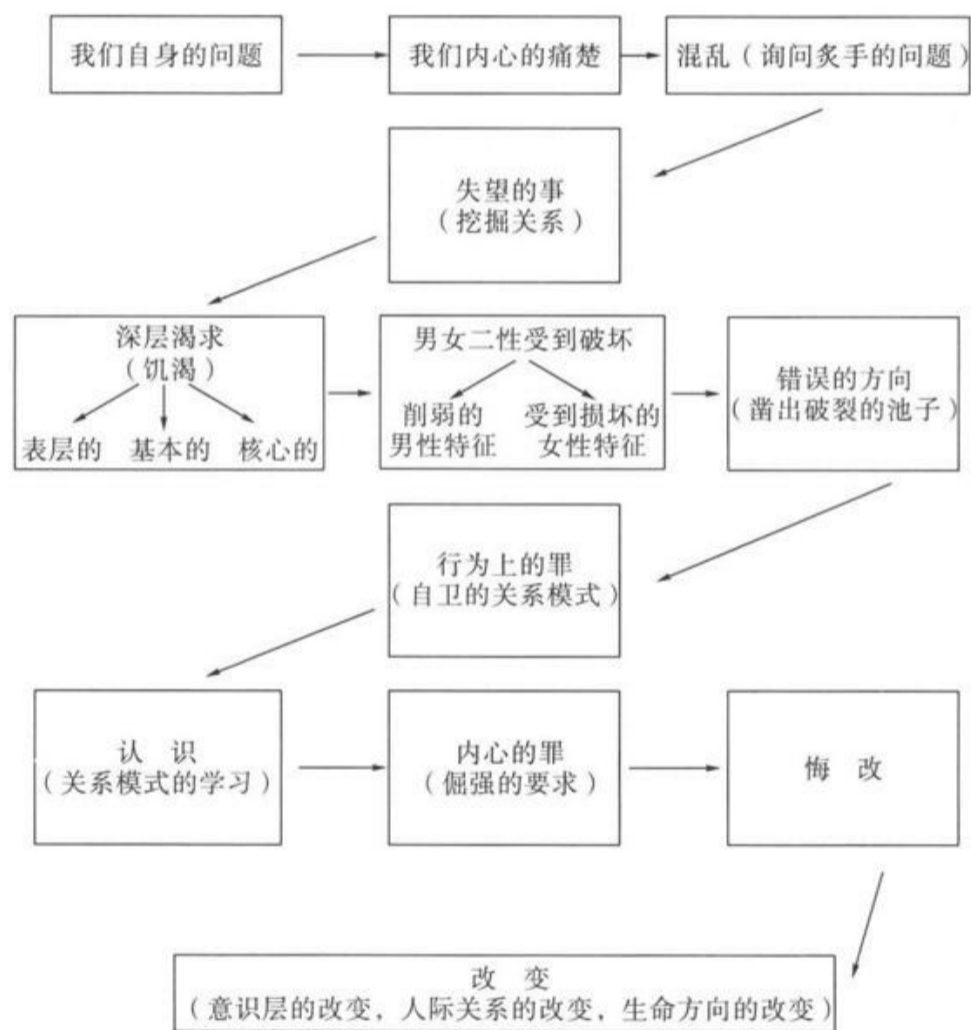 我们自身的问题
我们内心的痛楚
混乱（询问炙手的问题）
失望的事
（挖掘关系）
深层渴求
（饥渴）
表层的 基本的 核心的
男女二性受到破坏
削弱的
男性特征
受到损坏的
女性特征
错误的方向
（凿出破裂的池子）
行为上的罪
（自卫的关系模式）
认 识
（关系模式的学习）
内心的罪
（倔强的要求）
悔 改
改 变
（意识层的改变，人际关系的改变，生命方向的改变）